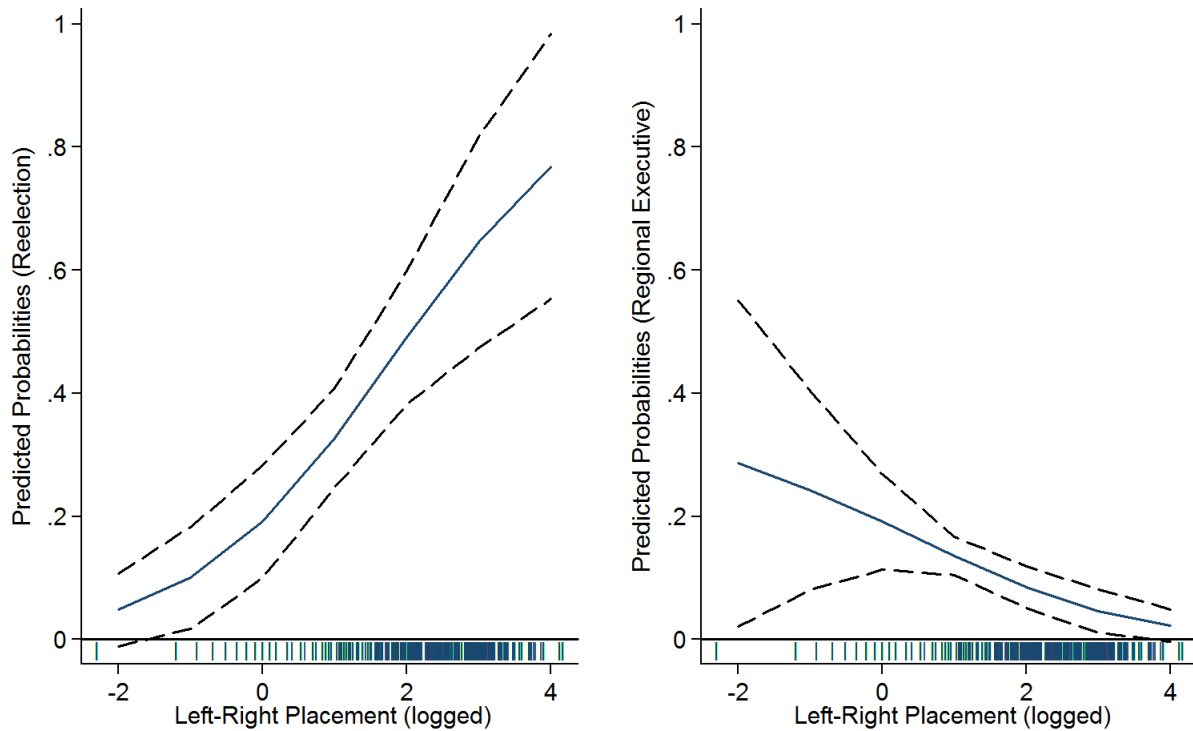 Predicted Probabilities (Reelection)
1
.8
.6
.4
.2
0
-2 0 2 4
Left-Right Placement (logged)
Predicted Probabilities (Regional Executive)
1
.8
.6
.4
.2
0
-2 0 2 4
Left-Right Placement (logged)